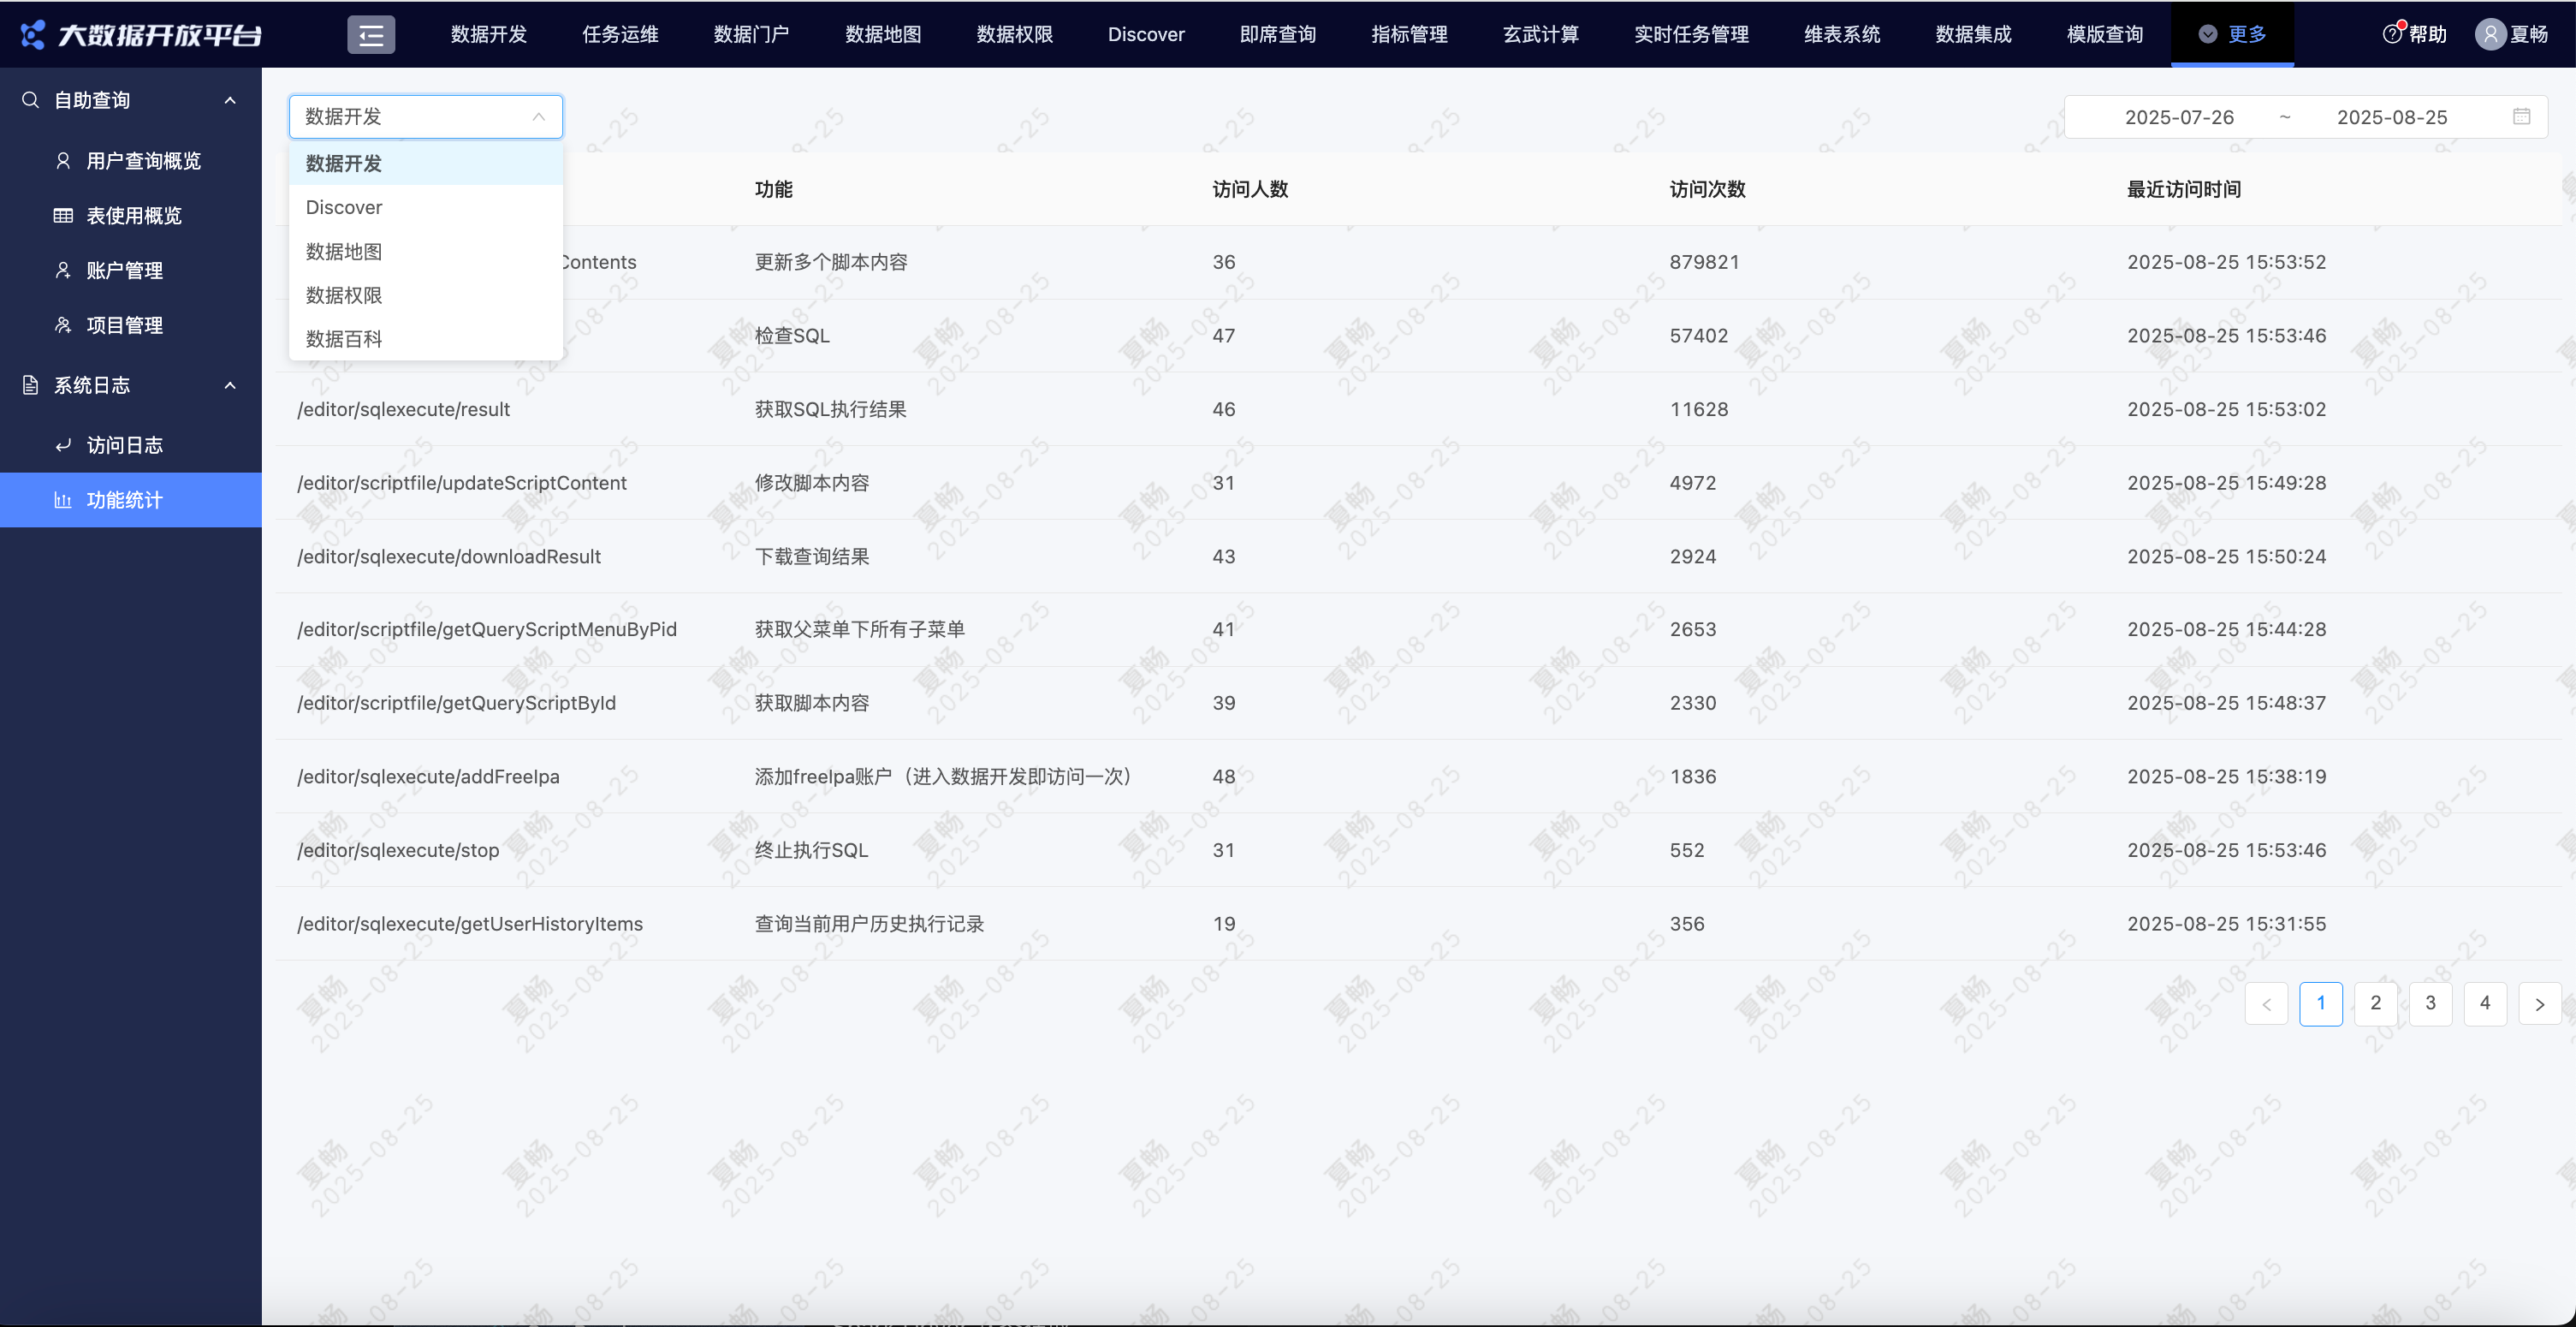 大数据开放平台
数据开发 任务运维 数据门户 数据地图 数据权限 Discover 即席查询 指标管理 玄武计算 实时任务管理 维表系统 数据集成 模版查询 更多 帮助 夏畅
自助查询
用户查询概览
表使用概览
账户管理
项目管理
系统日志
访问日志
功能统计
数据开发
2025-07-26 ~ 2025-08-25
数据开发
Discover
数据地图
数据权限
数据百科
功能 访问人数 访问次数 最近访问时间
Contents 更新多个脚本内容 36 879821 2025-08-25 15:53:52
检查SQL 47 57402 2025-08-25 15:53:46
/editor/sqlexecute/result 获取SQL执行结果 46 11628 2025-08-25 15:53:02
/editor/scriptfile/updateScriptContent 修改脚本内容 31 4972 2025-08-25 15:49:28
/editor/sqlexecute/downloadResult 下载查询结果 43 2924 2025-08-25 15:50:24
/editor/scriptfile/getQueryScriptMenuByPid 获取父菜单下所有子菜单 41 2653 2025-08-25 15:44:28
/editor/scriptfile/getQueryScriptById 获取脚本内容 39 2330 2025-08-25 15:48:37
/editor/sqlexecute/addFreeIpa 添加freeIpa账户（进入数据开发即访问一次） 48 1836 2025-08-25 15:38:19
/editor/sqlexecute/stop 终止执行SQL 31 552 2025-08-25 15:53:46
/editor/sqlexecute/getUserHistoryItems 查询当前用户历史执行记录 19 356 2025-08-25 15:31:55
1 2 3 4
夏畅
2025-08-25